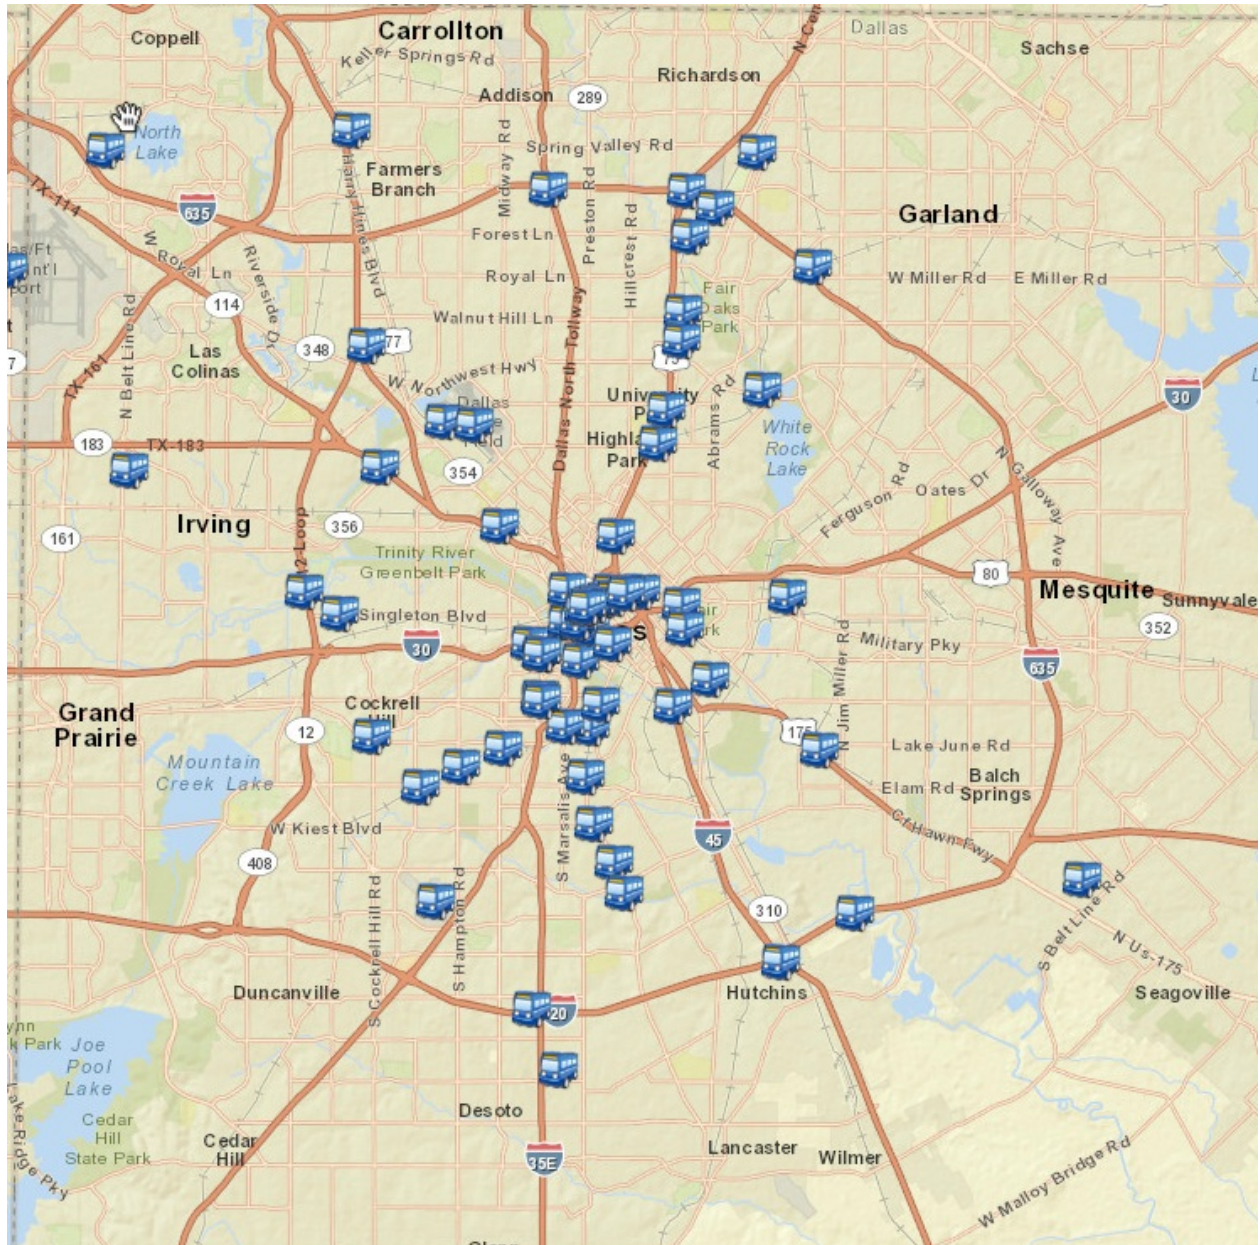 Coppell
Carrollton
Keller Springs Rd
Dallas
Sachse
Richardson
Addison
289
North
Lake
Midway Rd
Spring Valley Rd
Farmers
Branch
Harry Hines Blvd
Preston Rd
TX-114
635
Garland
Forest Ln
Hillcrest Rd
W Royal Ln
Riverside Dr
Royal Ln
W Miller Rd
E Miller Rd
114
Fair
Oaks
Park
Walnut Hill Ln
N Belt Line Rd
TX-161
Las
Colinas
348
77
Dallas North Tollway
W Northwest Hwy
Abrams Rd
30
Dallas
183
TX-183
Park
White
Rock
Lake
354
N Galloway Ave
Oates Dr
Ferguson Rd
Irving
356
161
Trinity River
Greenbelt Park
80
Mesquite
Sunnyvale
352
Singleton Blvd
30
S
Military Pky
N Jim Miller Rd
635
Grand
Prairie
Cockrell
Hill
12
175
Lake June Rd
Mountain
Creek Lake
Balch
Springs
Elam Rd
S Marsalis Ave
W Kiest Blvd
45
Cf Hawn Fwy
408
310
S Cockrell Hill Rd
S Hampton Rd
S Belt Line Rd
N Us-175
Duncanville
Hutchins
Seagoville
20
Joe
Pool
Lake
Desoto
Cedar
Hill
State Park
Lake Ridge Pky
Cedar
Hill
35E
Lancaster
Wilmer
W Malloy Bridge Rd